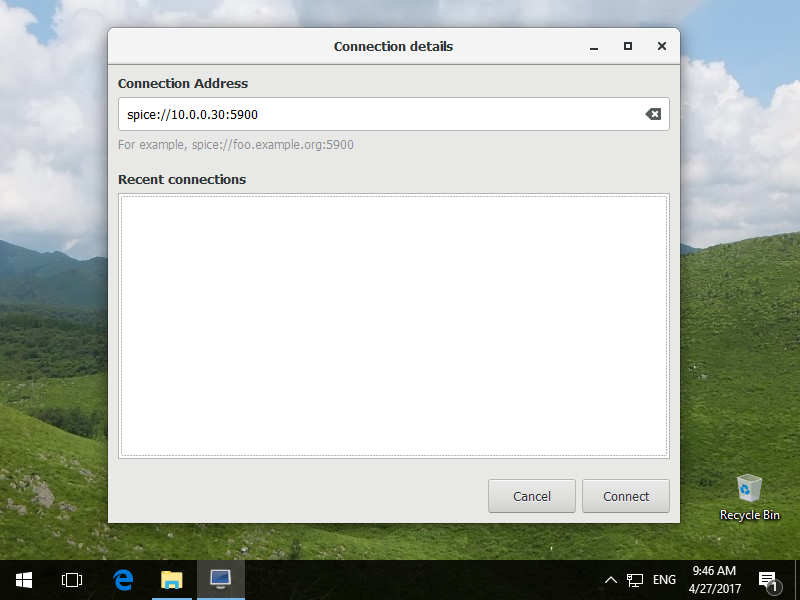 Connection details
Connection Address
spice://10.0.0.30:5900
For example, spice://foo.example.org:5900
Recent connections
Cancel
Connect
Recycle Bin
ENG
9:46 AM
4/27/2017
1